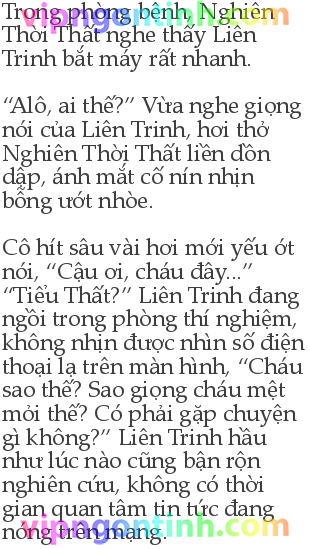 Trong phòng bệnh, Nghiên
Thời Thất nghe thấy Liên
Trinh bắt máy rất nhanh.
“Alô, ai thế?” Vừa nghe giọng
nói của Liên Trinh, hơi thở
Nghiên Thời Thất liền dồn
dập, ánh mắt cố nín nhịn
bỗng ướt nhòe.
Cô hít sâu vài hơi mới yếu ớt
nói, “Cậu ơi, cháu đây...”
“Tiểu Thất?” Liên Trinh đang
ngồi trong phòng thí nghiệm,
không nhịn được nhìn số điện
thoại lạ trên màn hình, “Cháu
sao thế? Sao giọng cháu mệt
mỏi thế? Có phải gặp chuyện
gì không?” Liên Trinh hầu
như lúc nào cũng bận rộn
nghiên cứu, không có thời
gian quan tâm tin tức đang
nóng trên mạng.
vipngontinh.com
vipngontinh.com